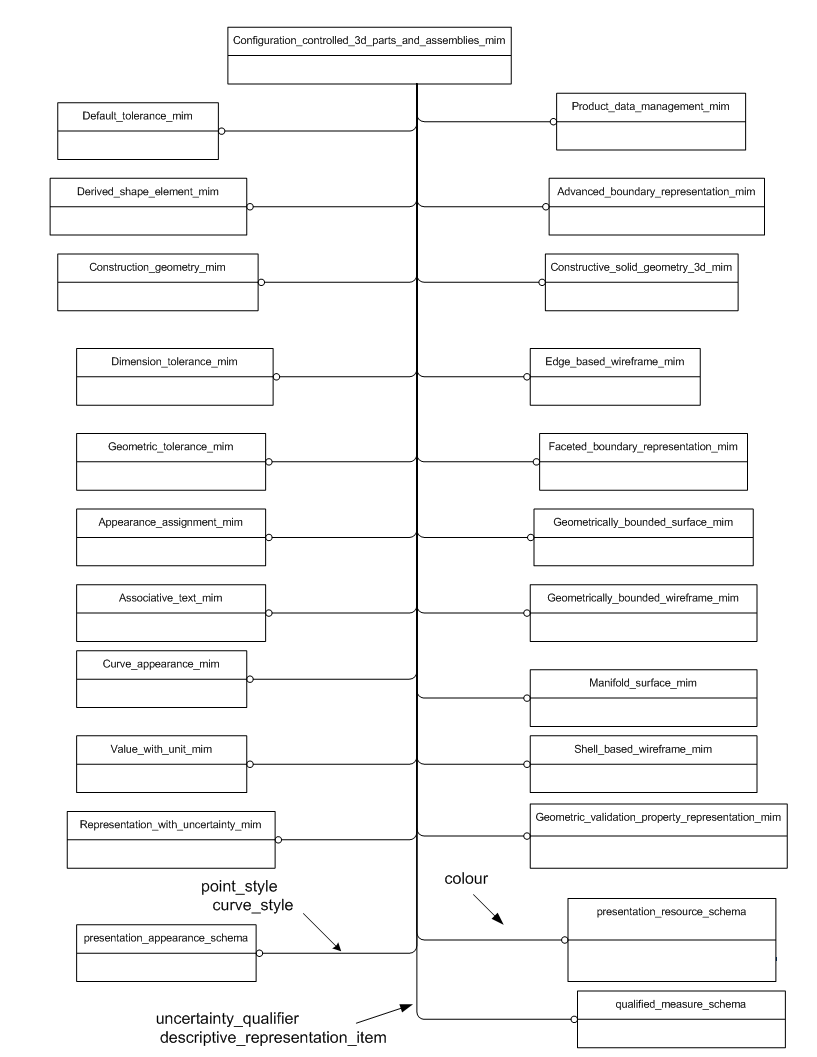 Configuration_controlled_3d_parts_and_assemblies_mim
Default_tolerance_mim
Product_data_management_mim
Derived_shape_element_mim
Advanced_boundary_representation_mim
Construction_geometry_mim
Constructive_solid_geometry_3d_mim
Dimension_tolerance_mim
Edge_based_wireframe_mim
Geometric_tolerance_mim
Faceted_boundary_representation_mim
Appearance_assignment_mim
Geometrically_bounded_surface_mim
Associative_text_mim
Geometrically_bounded_wireframe_mim
Curve_appearance_mim
Manifold_surface_mim
Value_with_unit_mim
Shell_based_wireframe_mim
Representation_with_uncertainty_mim
Geometric_validation_property_representation_mim
point_style
curve_style
colour
presentation_appearance_schema
presentation_resource_schema
uncertainty_qualifier
descriptive_representation_item
qualified_measure_schema